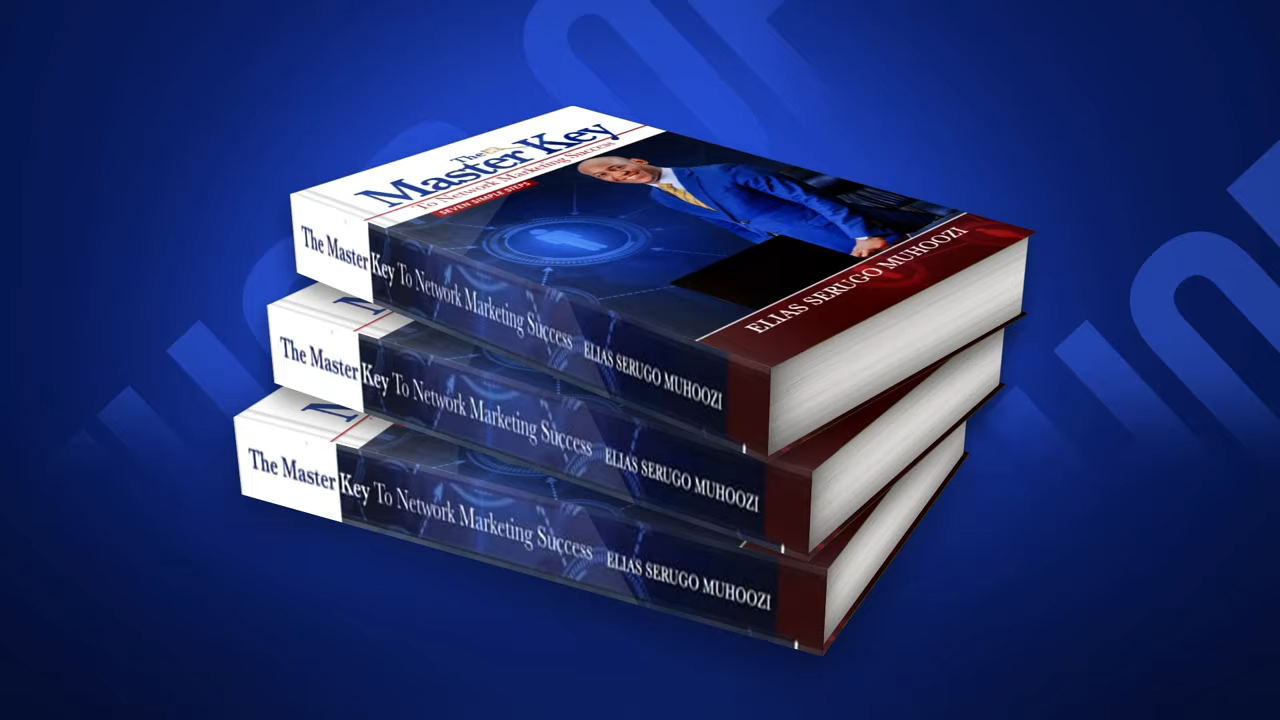 The
Master Key
To Network Marketing Success
SEVEN SIMPLE STEPS
ELIAS SERUGO MUHOOZI
The Master Key To Network Marketing Success ELIAS SERUGO MUHOOZI
M
The Master Key To Network Marketing Success ELIAS SERUGO MUHOOZI
M
The Master Key To Network Marketing Success ELIAS SERUGO MUHOOZI